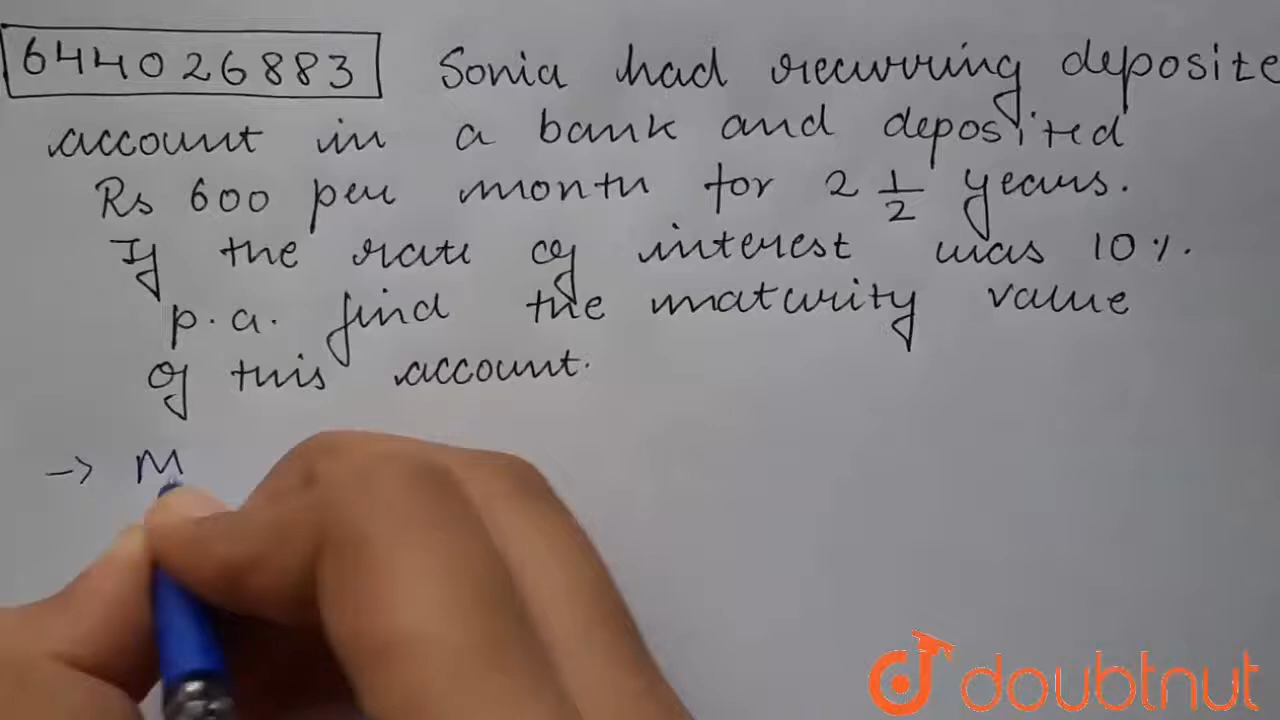 644026883 Sonia had recurring deposite
account in a bank and deposited
Rs 600 per month for 2 1/2 years.
If the rate of interest was 10%.
p.a. find the maturity value
of this account.
-> M
doubtnut